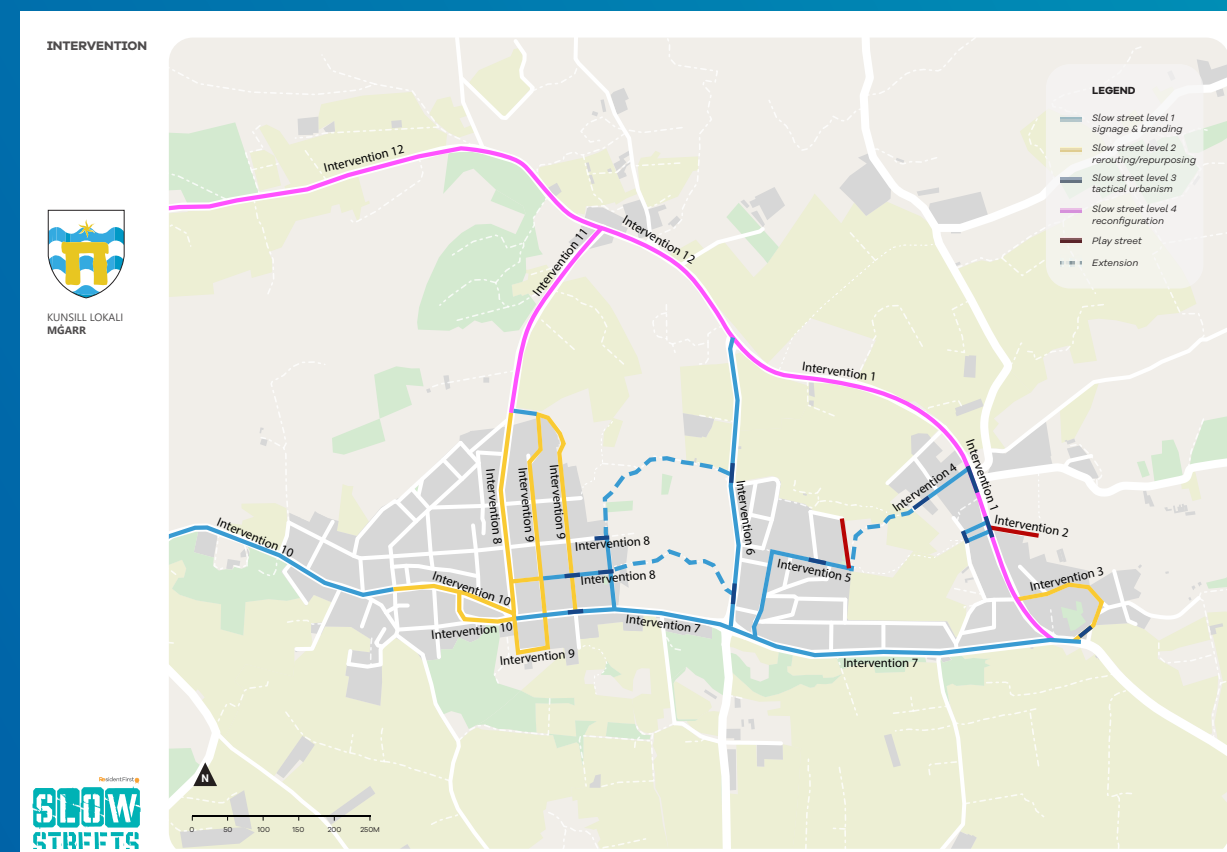 INTERVENTION
KUNSILL LOKALI
MĠARR
LEGEND
Slow street level 1
signage & branding
Slow street level 2
rerouting/repurposing
Slow street level 3
tactical urbanism
Slow street level 4
reconfiguration
Play street
Extension
Intervention 12
Intervention 12
Intervention 11
Intervention 1
Intervention 1
Intervention 4
Intervention 2
Intervention 3
Intervention 8
Intervention 9
Intervention 9
Intervention 6
Intervention 10
Intervention 8
Intervention 8
Intervention 5
Intervention 10
Intervention 10
Intervention 7
Intervention 9
Intervention 7
N
0 50 100 150 200 250M
ResidentFirst
SLOW
STREETS